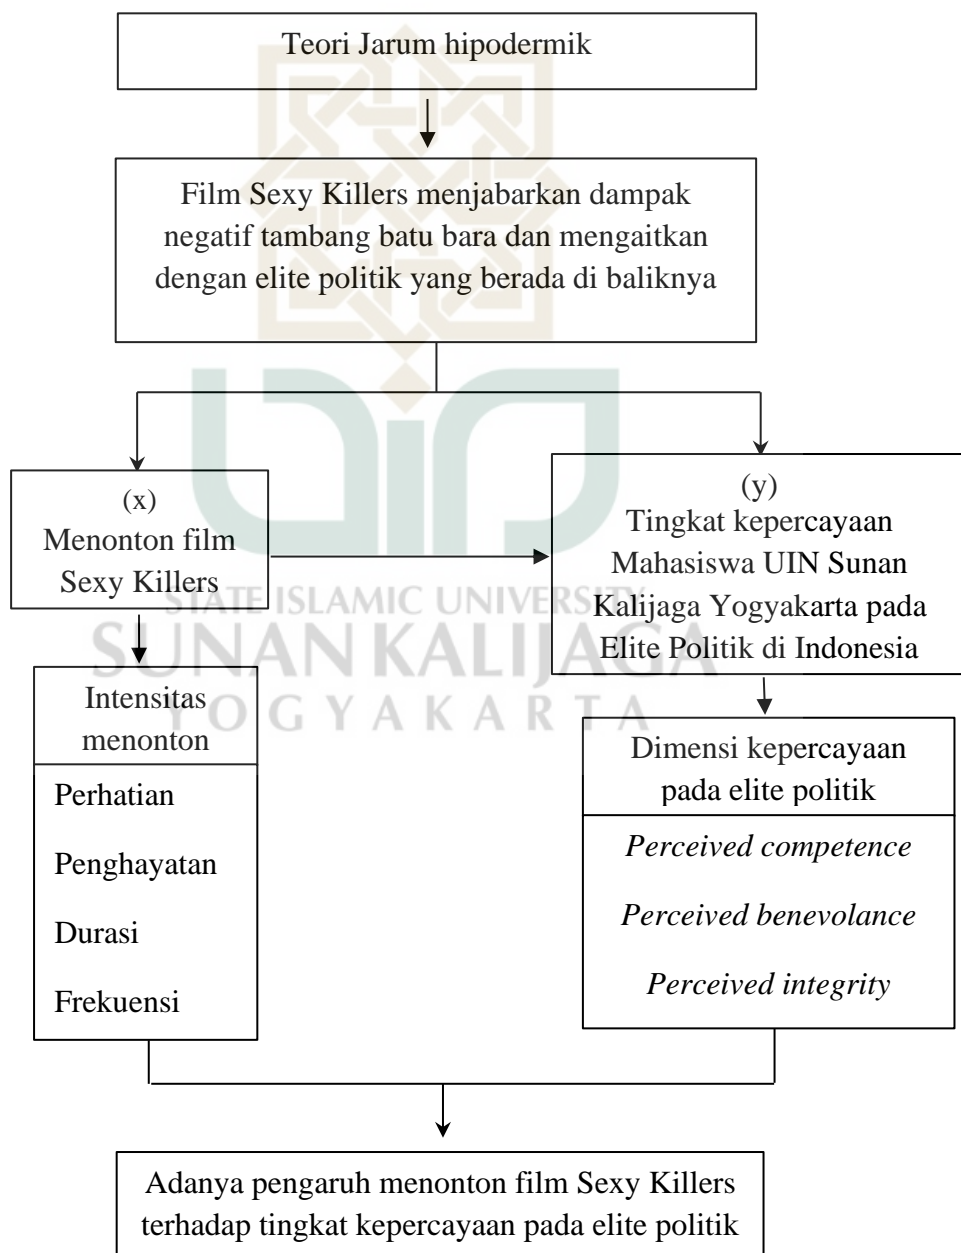 Teori Jarum hipodermik
Film Sexy Killers menjabarkan dampak
negatif tambang batu bara dan mengaitkan
dengan elite politik yang berada di baliknya
(x)
Menonton film
Sexy Killers
(y)
Tingkat kepercayaan
Mahasiswa UIN Sunan
Kalijaga Yogyakarta pada
Elite Politik di Indonesia
STATE ISLAMIC UNIVERSITY
SUNAN KALIJAGA
YOGYAKARTA
Intensitas
menonton
Perhatian
Penghayatan
Durasi
Frekuensi
Dimensi kepercayaan
pada elite politik
Perceived competence
Perceived benevolance
Perceived integrity
Adanya pengaruh menonton film Sexy Killers
terhadap tingkat kepercayaan pada elite politik